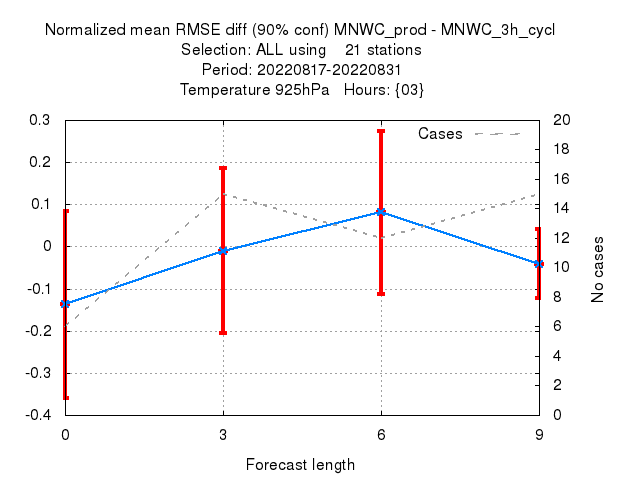 Normalized mean RMSE diff (90% conf) MNWC_prod - MNWC_3h_cycl
Selection: ALL using    21 stations
Period: 20220817-20220831
Temperature 925hPa   Hours: {03}
Cases
0.3
0.2
0.1
0
-0.1
-0.2
-0.3
-0.4
20
18
16
14
12
10
8
6
4
2
0
No cases
0 3 6 9
Forecast length